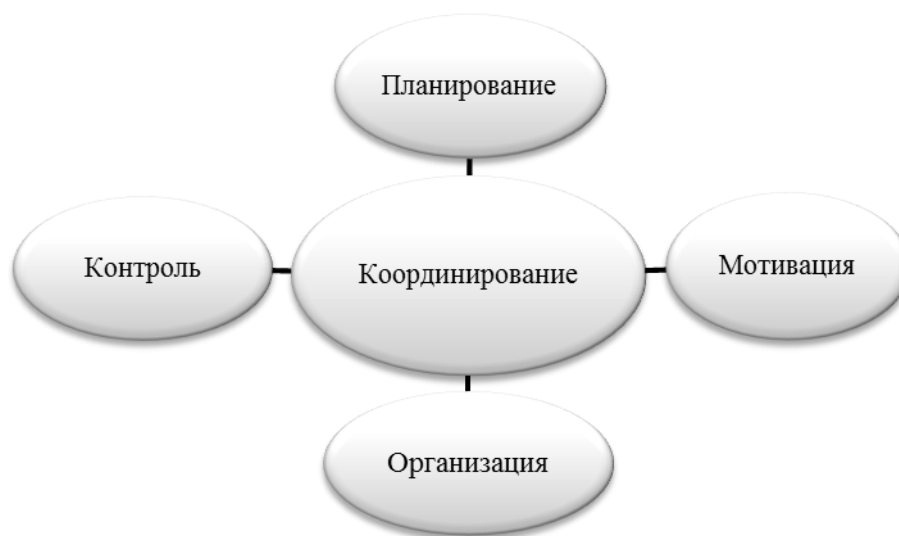 Планирование
Контроль
Координирование
Мотивация
Организация